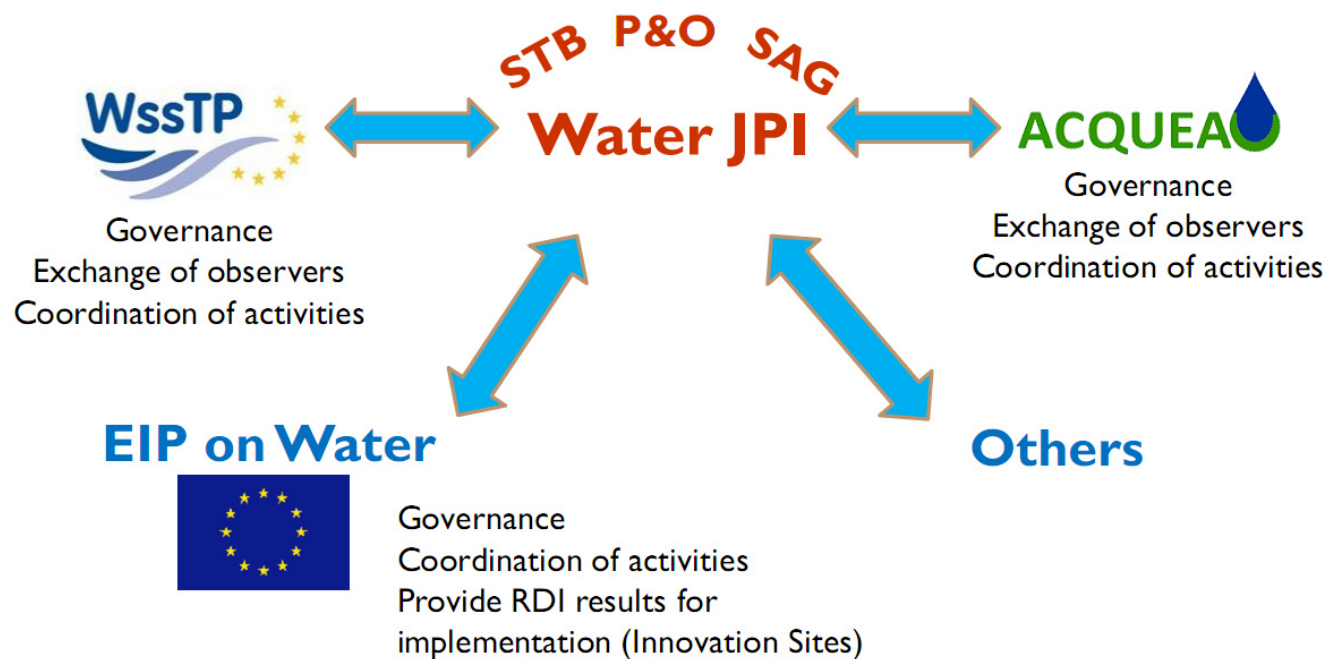 STB P&O SAG
Water JPI
WssTP
Governance
Exchange of observers
Coordination of activities
ACQUEAU
Governance
Exchange of observers
Coordination of activities
EIP on Water
Governance
Coordination of activities
Provide RDI results for
implementation (Innovation Sites)
Others